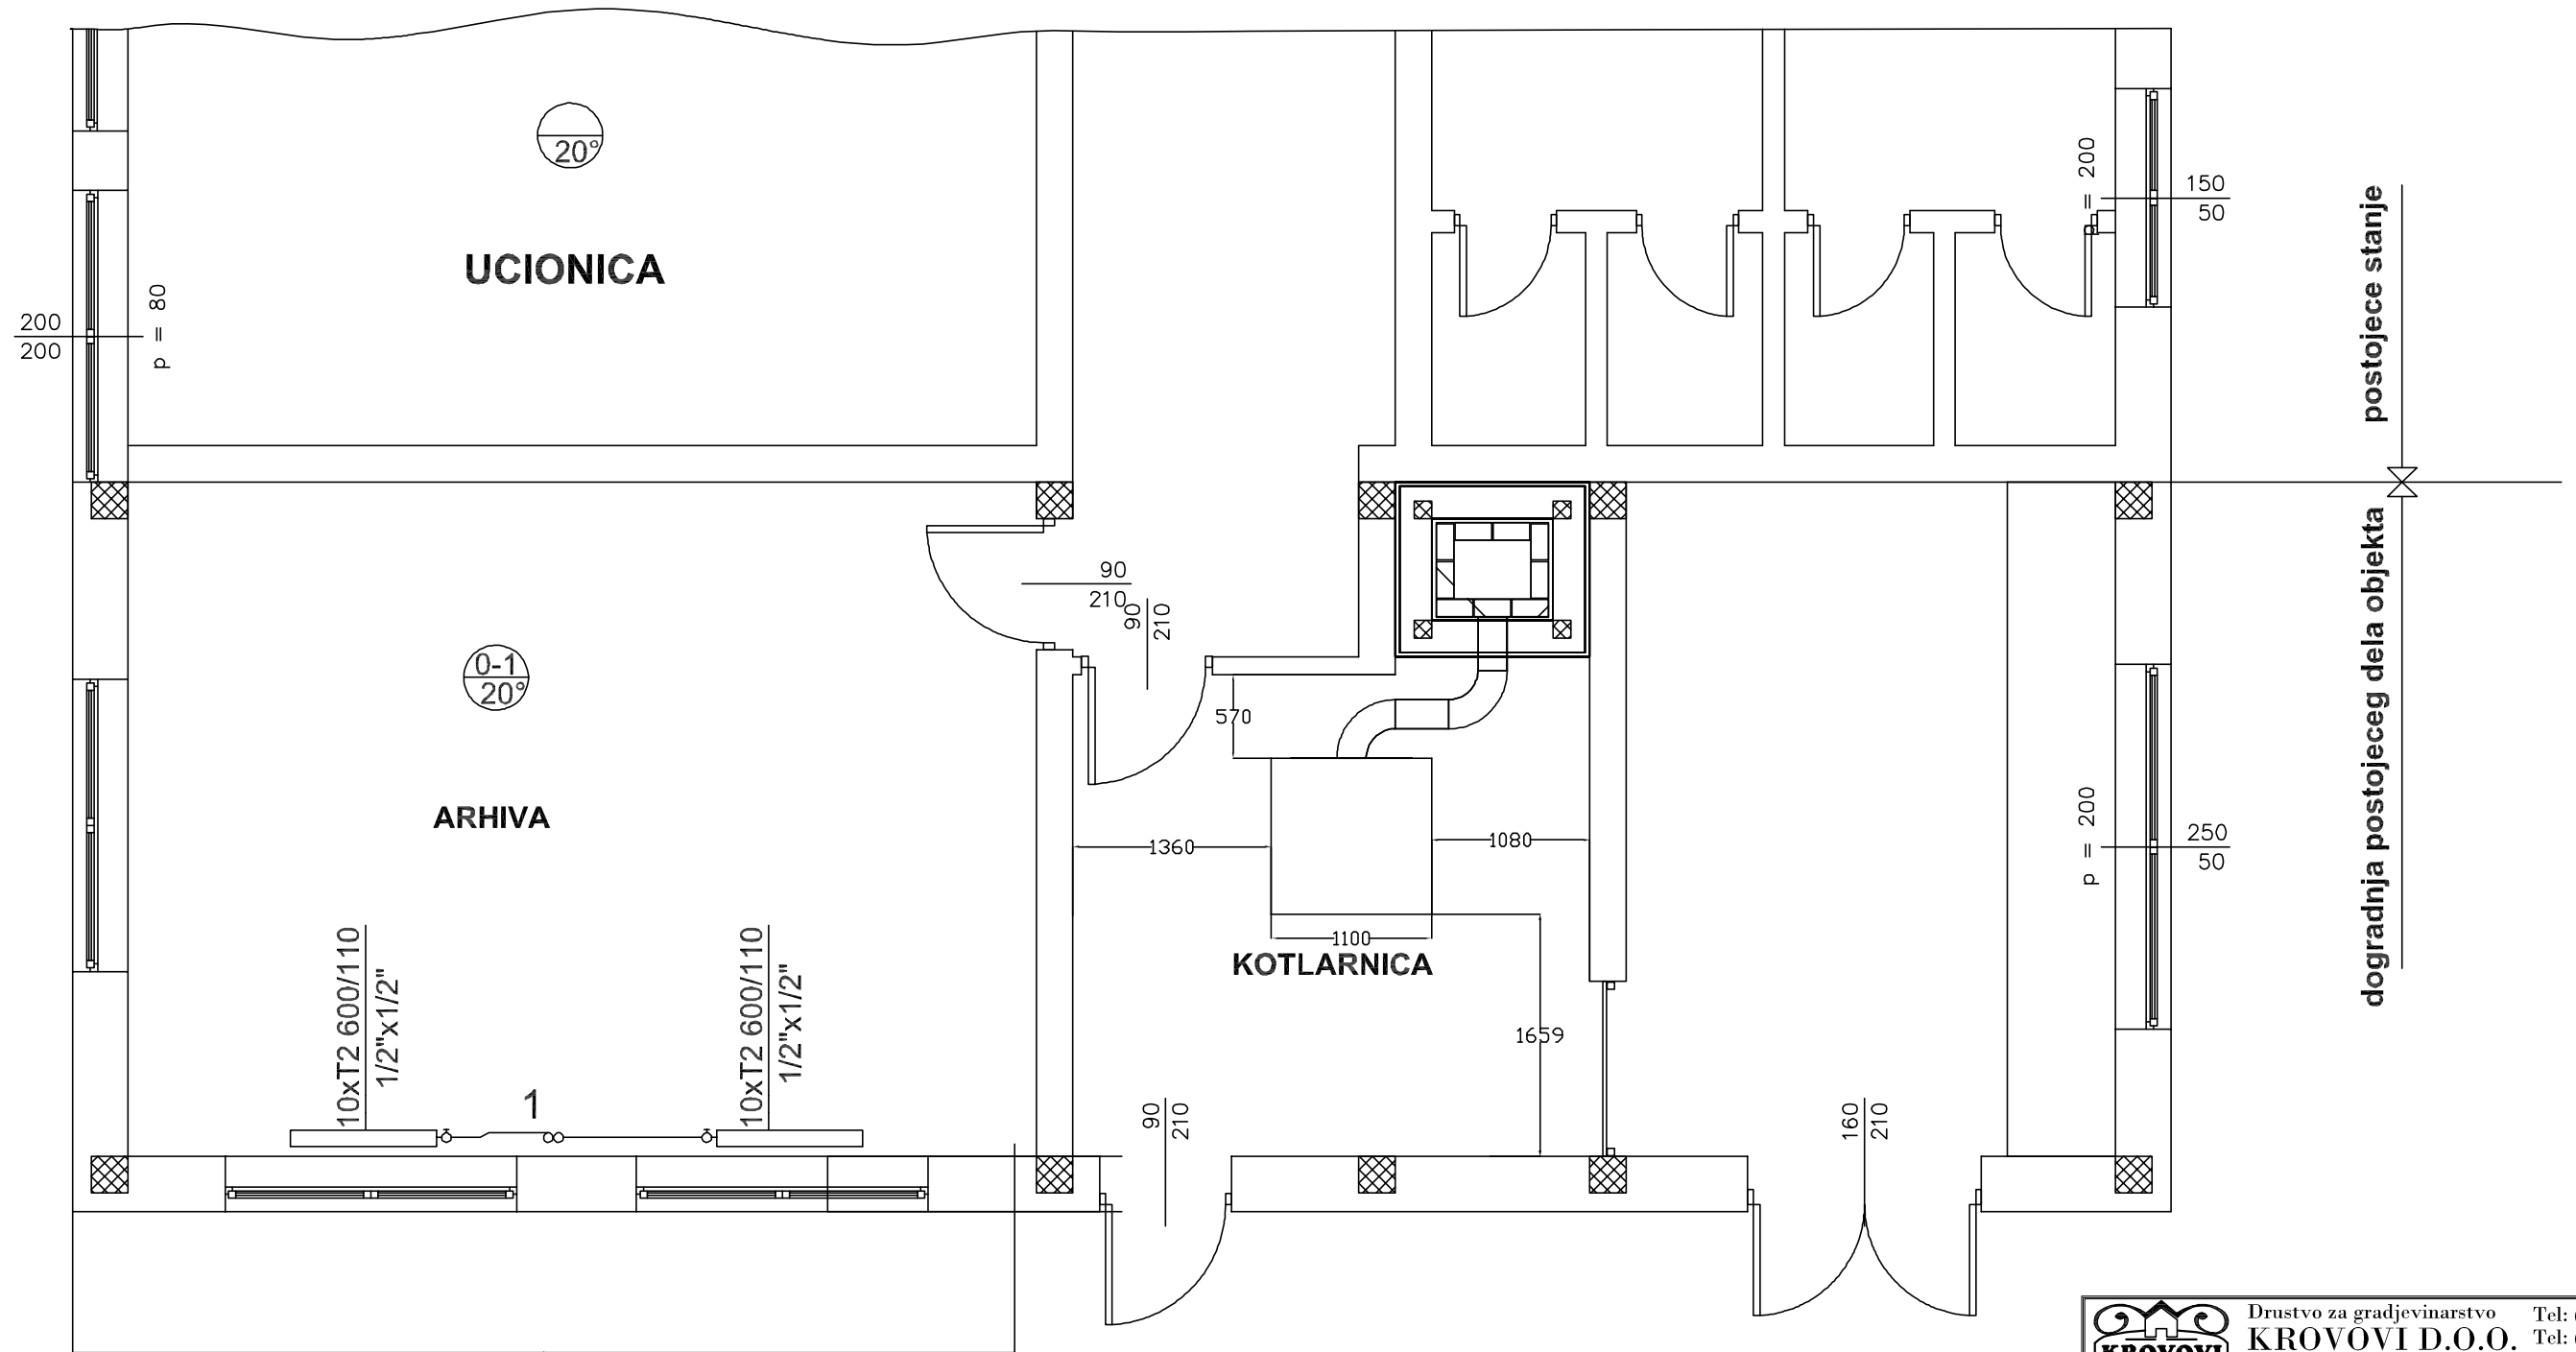 20°
UCIONICA
200
200
p = 80
= 200
150
50
postojece stanje
dogradnja postojeceg dela objekta
90
210
90
210
0-1
20°
ARHIVA
570
1360
1080
1100
KOTLARNICA
1659
p = 200
250
50
10xT2 600/110
1/2"x1/2"
10xT2 600/110
1/2"x1/2"
1
90
210
160
210
Drustvo za gradjevinarstvo
KROVOVI D.O.O.
Tel:
Tel:
KROVOVI